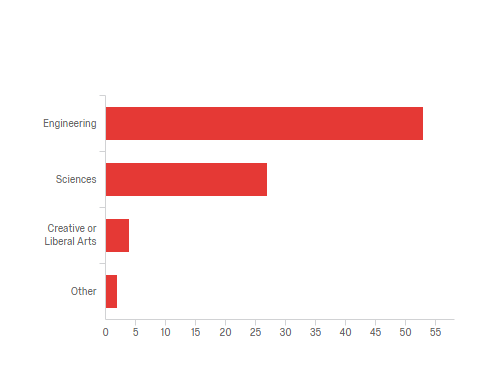 Engineering
Sciences
Creative or
Liberal Arts
Other
0 5 10 15 20 25 30 35 40 45 50 55